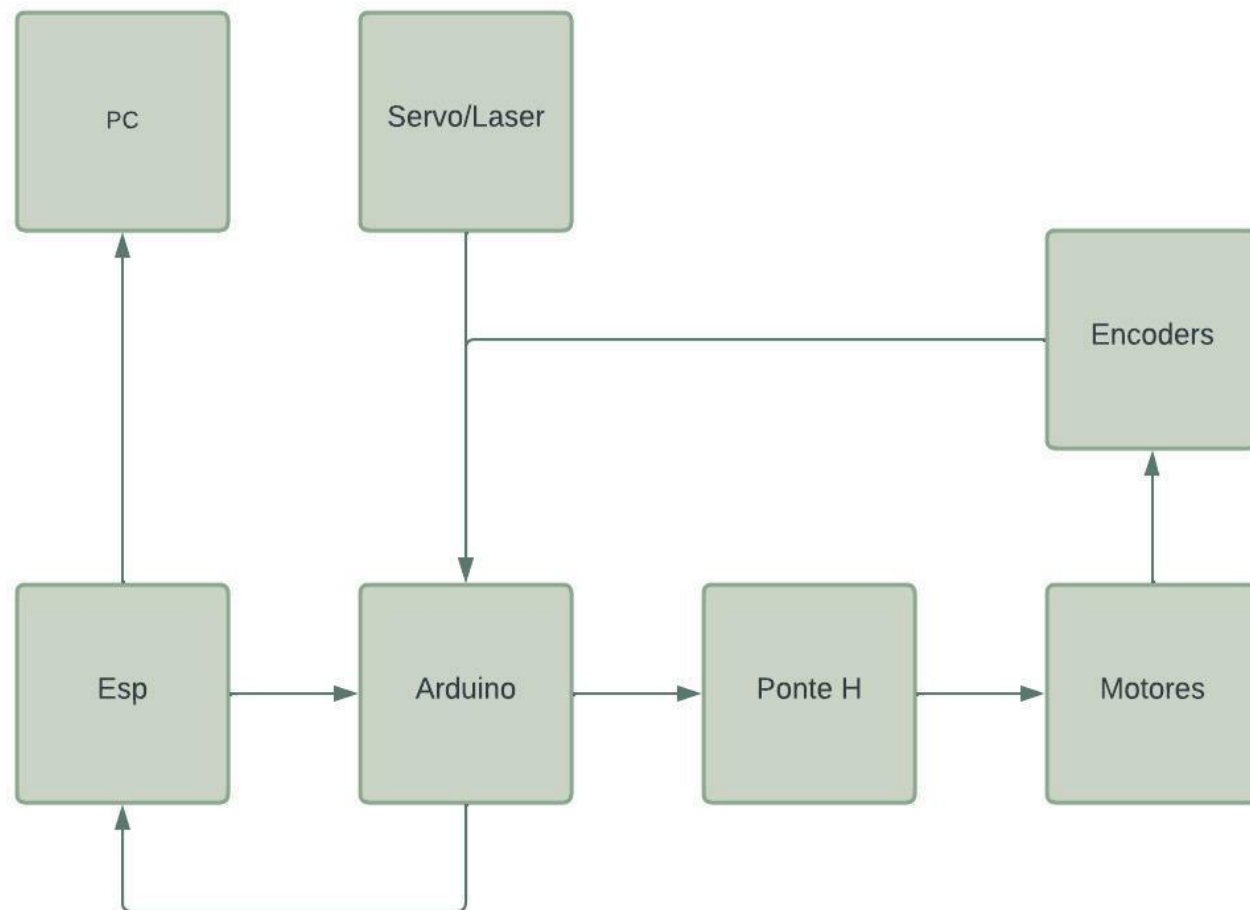 PC
Servo/Laser
Encoders
Esp
Arduino
Ponte H
Motores